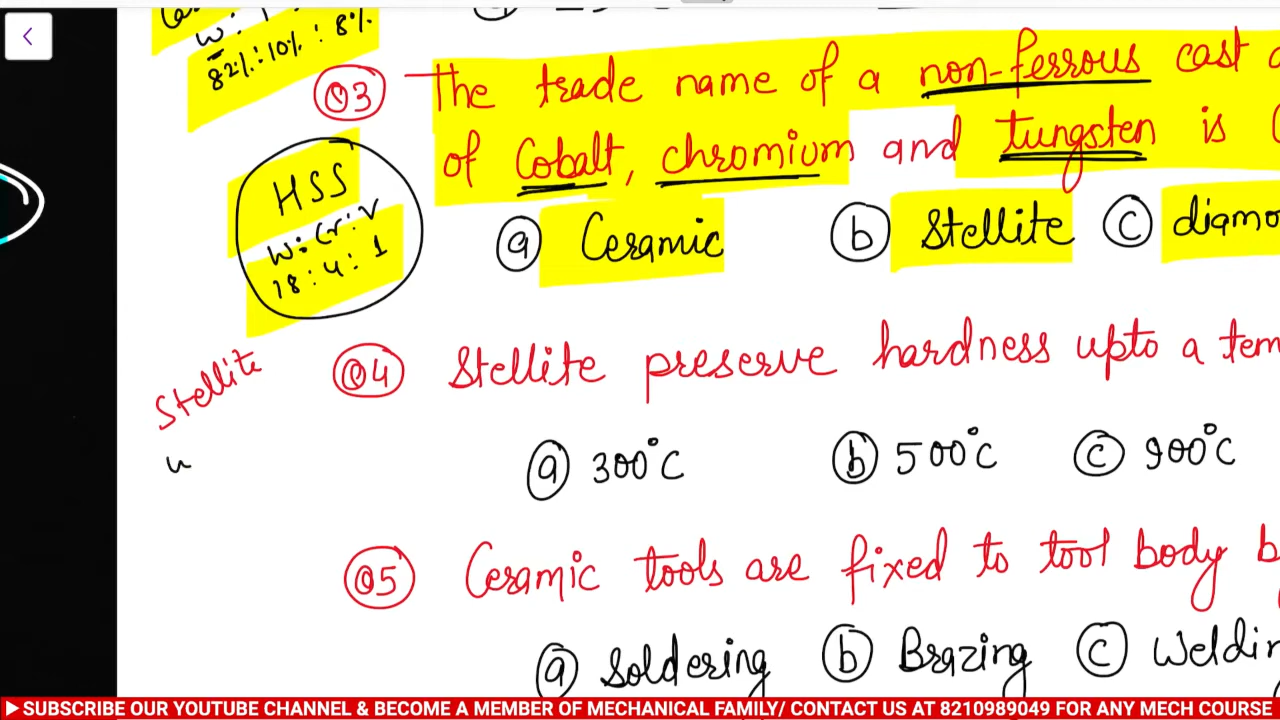 W :
82% : 10% : 8%
Q3 The trade name of a non-ferrous cast
of Cobalt, chromium and tungsten is
HSS
W : Cr : V
18 : 4 : 1
a Ceramic b Stellite c diamo
Q4 Stellite preserve hardness upto a tem
Stellite
a 300°C b 500°C c 900°C
Q5 Ceramic tools are fixed to tool body b
a Soldering b Brazing c Weldin
▶ SUBSCRIBE OUR YOUTUBE CHANNEL & BECOME A MEMBER OF MECHANICAL FAMILY/ CONTACT US AT 8210989049 FOR ANY MECH COURSE